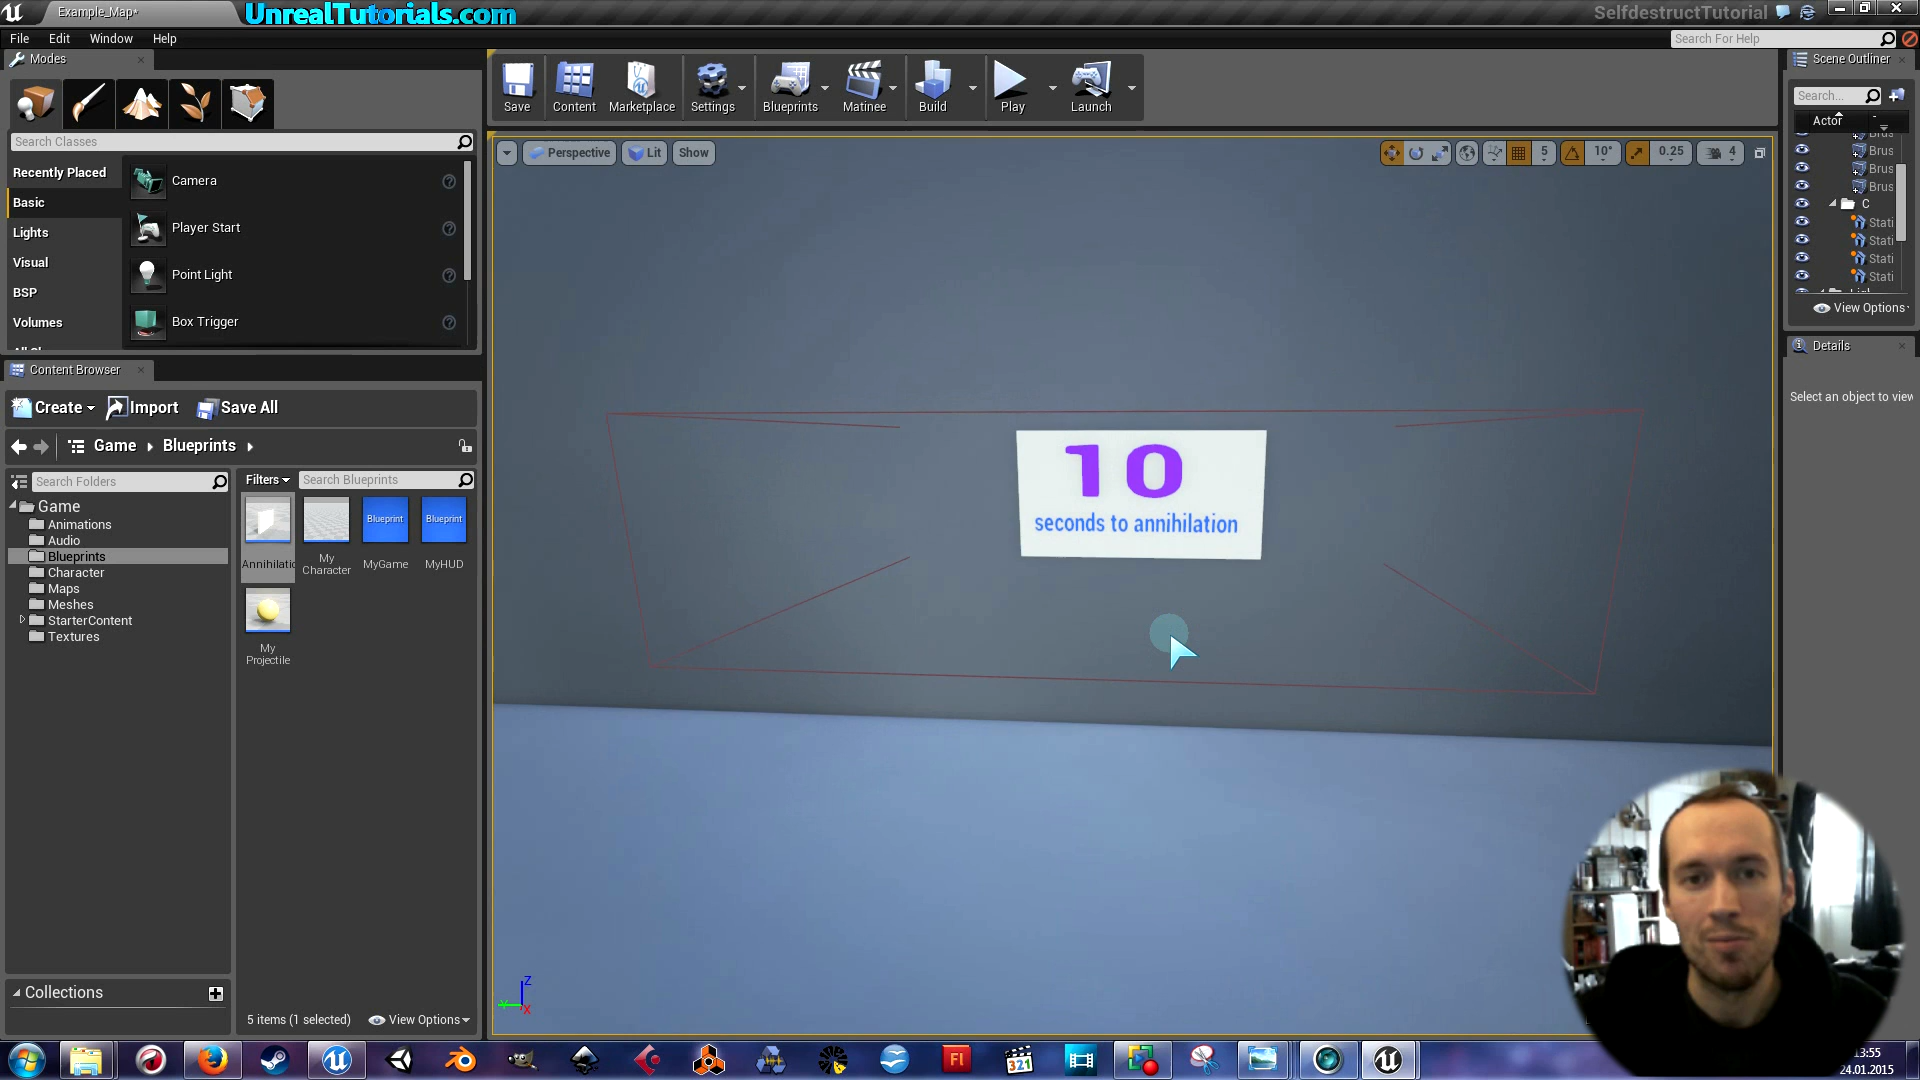 Example_Map*
UnrealTutorials.com
SelfdestructTutorial
File Edit Window Help
Search For Help
Modes
Save
Content
Marketplace
Settings
Blueprints
Matinee
Build
Play
Launch
Scene Outliner
Search...
Actor
Search Classes
Recently Placed
Basic
Lights
Visual
BSP
Volumes
Camera
Player Start
Point Light
Box Trigger
Perspective
Lit
Show
5
10°
0.25
4
Brus
Brus
Brus
C
Stati
Stati
Stati
Stati
View Options
Details
Select an object to view
Content Browser
Create
Import
Save All
Game
Blueprints
Search Folders
Filters
Search Blueprints
Game
Animations
Audio
Blueprints
Character
Maps
Meshes
StarterContent
Textures
Blueprint
Blueprint
Annihilatio
My Character
MyGame
MyHUD
My Projectile
10
seconds to annihilation
Collections
5 items (1 selected)
View Options
Z
Y
X
Fl
321
13:55
24.01.2015